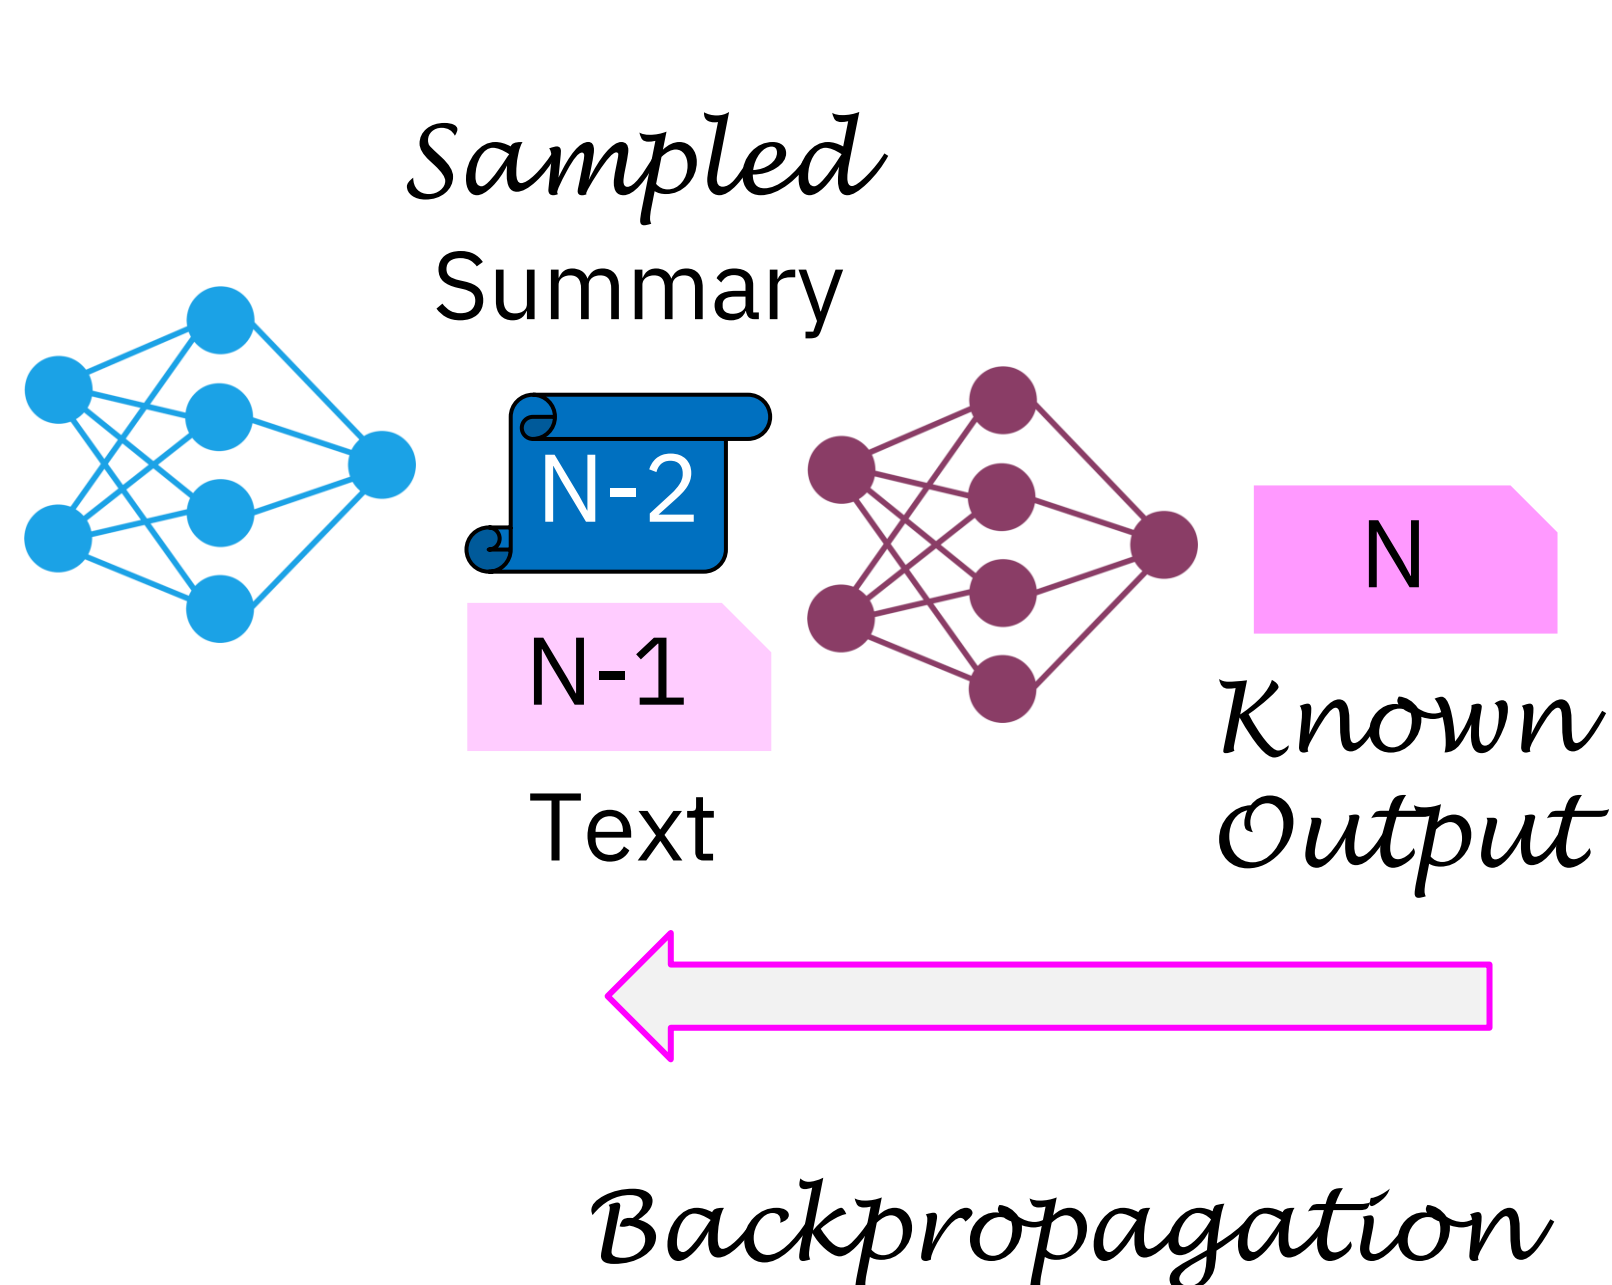 Sampled
Summary
N-2
N-1
Text
N
Known
Output
Backpropagation